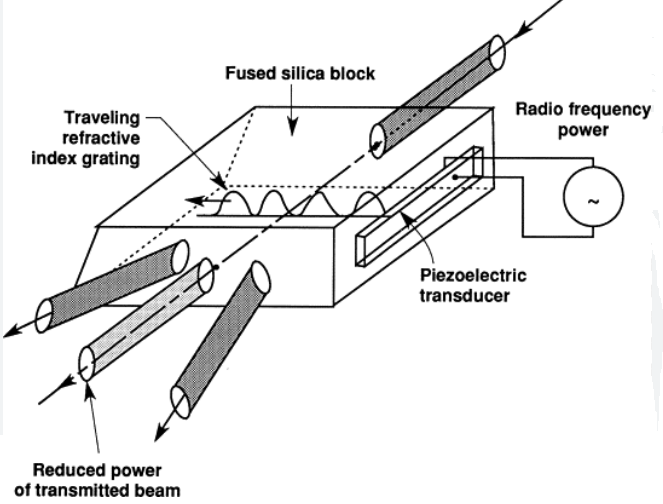 Fused silica block
Traveling
refractive
index grating
Radio frequency
power
~
Piezoelectric
transducer
Reduced power
of transmitted beam